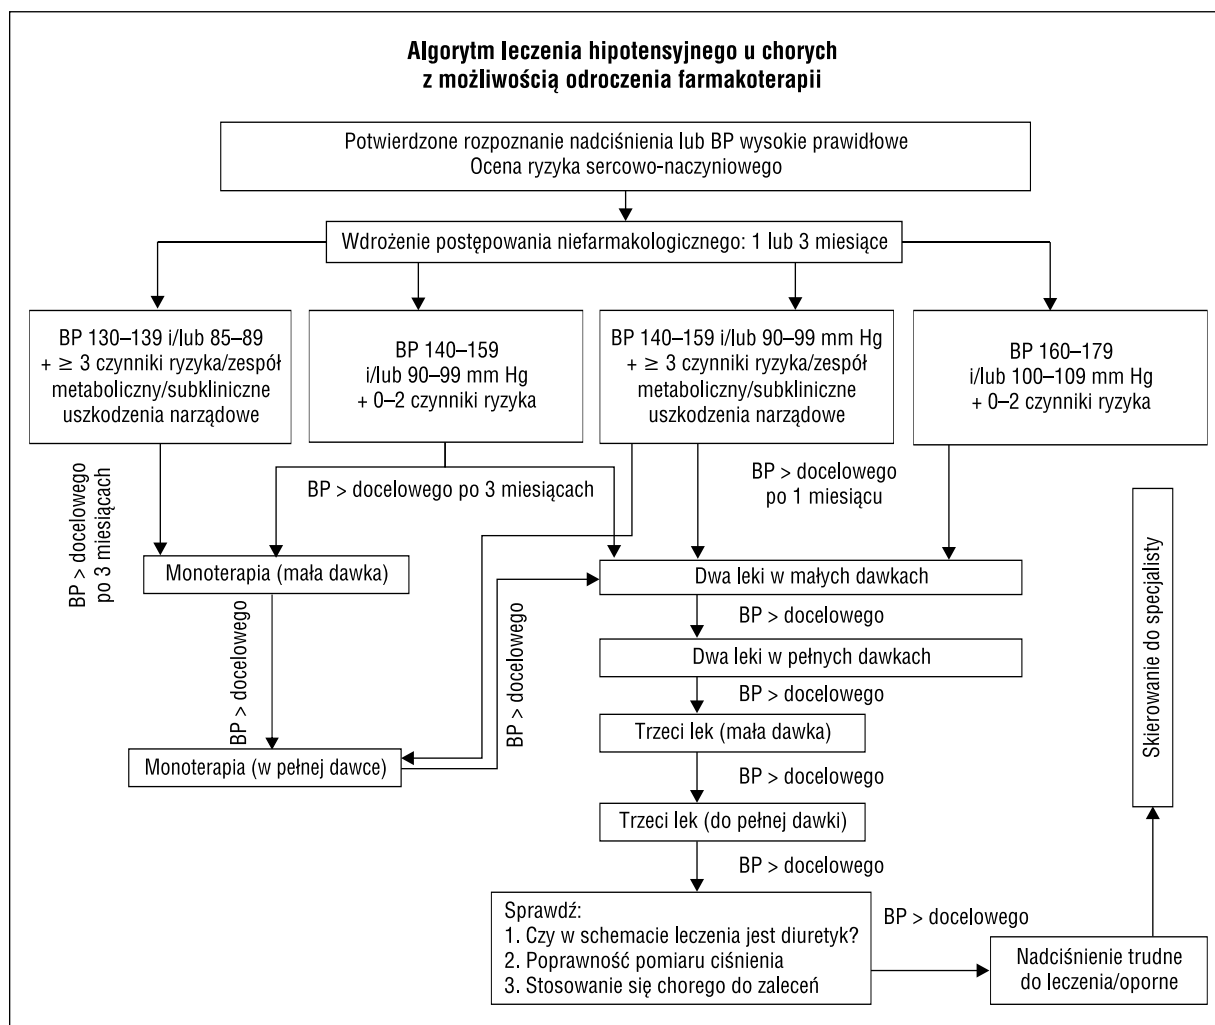 Algorytm leczenia hipotensyjnego u chorych
z możliwością odroczenia farmakoterapii
Potwierdzone rozpoznanie nadciśnienia lub BP wysokie prawidłowe
Ocena ryzyka sercowo-naczyniowego
Wdrożenie postępowania niefarmakologicznego: 1 lub 3 miesiące
BP 130–139 i/lub 85–89
+ ≥ 3 czynniki ryzyka/zespół
metaboliczny/subkliniczne
uszkodzenia narządowe
BP 140–159
i/lub 90–99 mm Hg
+ 0–2 czynniki ryzyka
BP 140–159 i/lub 90–99 mm Hg
+ ≥ 3 czynniki ryzyka/zespół
metaboliczny/subkliniczne
uszkodzenia narządowe
BP 160–179
i/lub 100–109 mm Hg
+ 0–2 czynniki ryzyka
BP > docelowego
po 3 miesiącach
BP > docelowego po 3 miesiącach
BP > docelowego
po 1 miesiącu
Monoterapia (mała dawka)
Dwa leki w małych dawkach
BP > docelowego
BP > docelowego
BP > docelowego
Dwa leki w pełnych dawkach
BP > docelowego
Trzeci lek (mała dawka)
Monoterapia (w pełnej dawce)
BP > docelowego
Trzeci lek (do pełnej dawki)
BP > docelowego
Sprawdź:
1. Czy w schemacie leczenia jest diuretyk?
2. Poprawność pomiaru ciśnienia
3. Stosowanie się chorego do zaleceń
BP > docelowego
Nadciśnienie trudne
do leczenia/oporne
Skierowanie do specjalisty